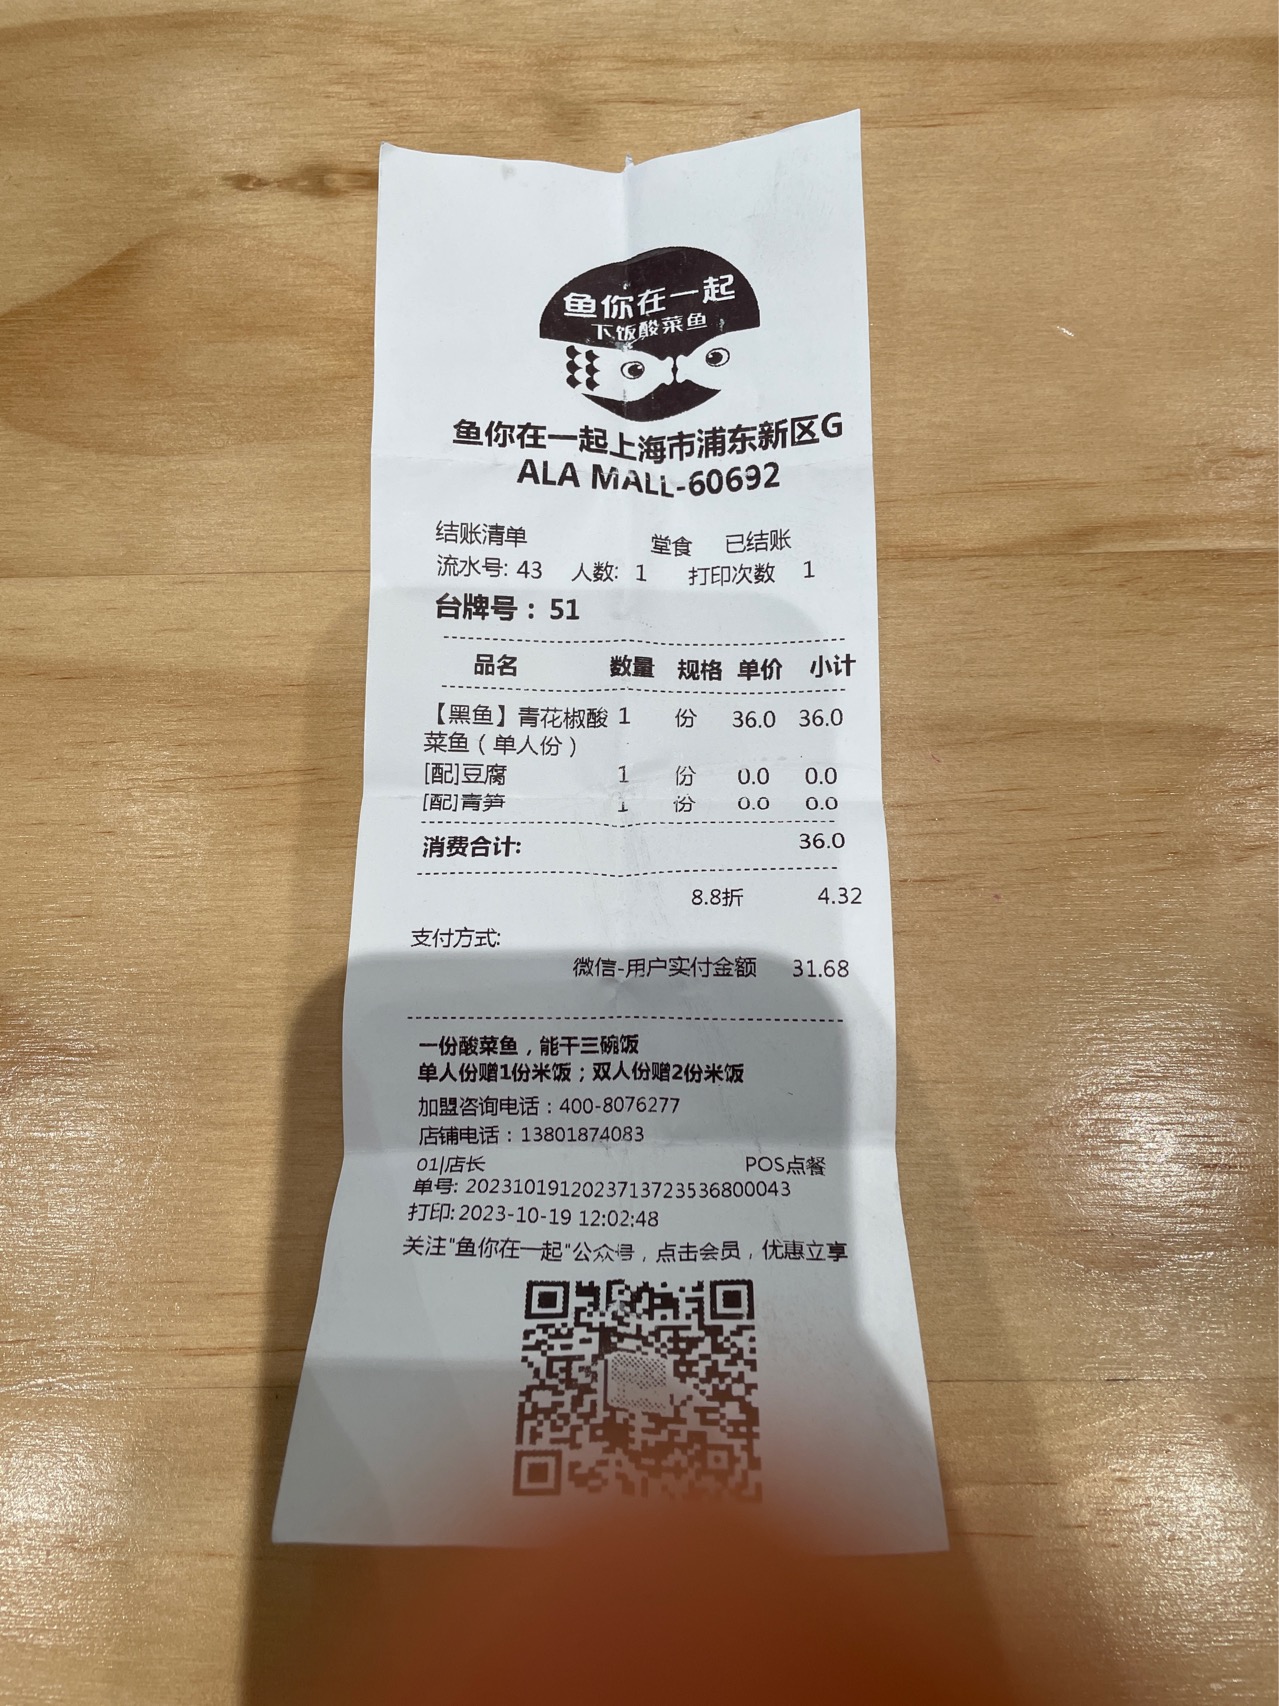 鱼你在一起
下饭酸菜鱼
鱼你在一起上海市浦东新区G
ALA MALL-60692
结账清单 堂食 已结账
流水号: 43 人数: 1 打印次数 1
台牌号：51
品名 数量 规格 单价 小计
【黑鱼】青花椒酸 1 份 36.0 36.0
菜鱼（单人份）
[配]豆腐 1 份 0.0 0.0
[配]青笋 1 份 0.0 0.0
消费合计: 36.0
8.8折 4.32
支付方式:
微信-用户实付金额 31.68
一份酸菜鱼，能干三碗饭
单人份赠1份米饭；双人份赠2份米饭
加盟咨询电话：400-8076277
店铺电话：13801874083
01|店长 POS点餐
单号: 2023101912023713723536800043
打印: 2023-10-19 12:02:48
关注"鱼你在一起"公众号，点击会员，优惠立享